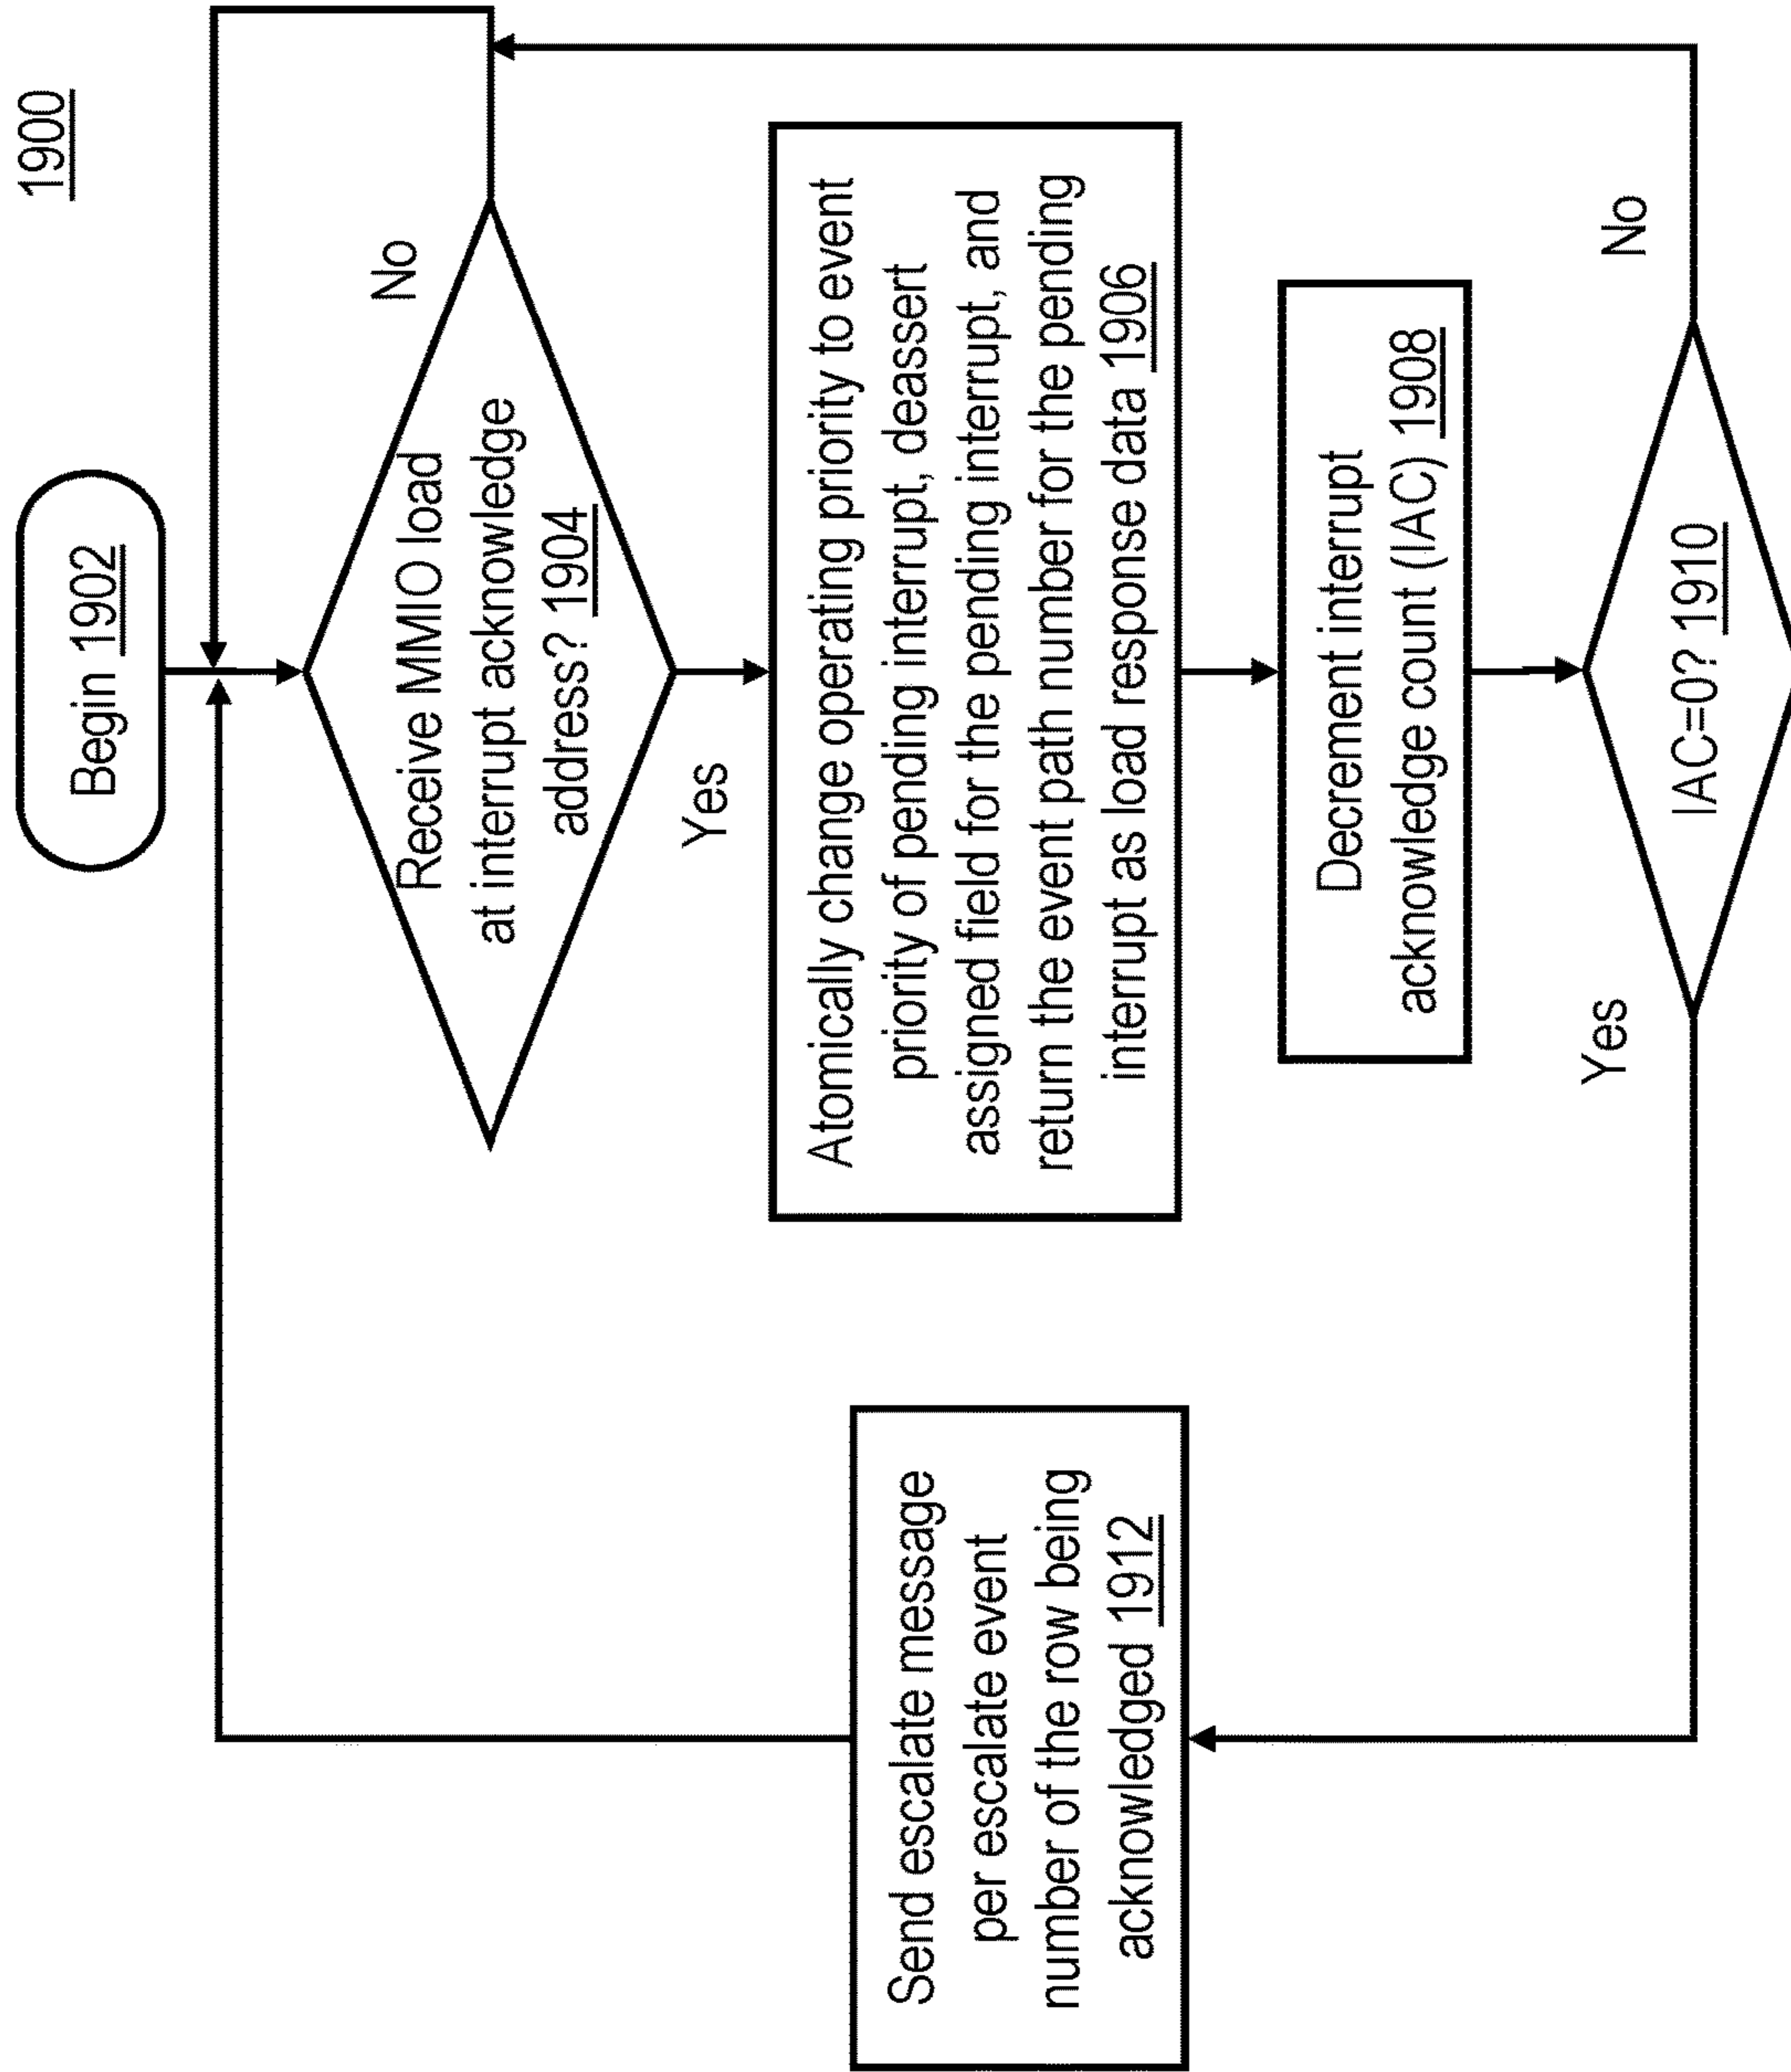 1900
Begin 1902
Receive MMIO load
at interrupt acknowledge
address? 1904
No
Yes
Atomically change operating priority to event
priority of pending interrupt, deassert
assigned field for the pending interrupt, and
return the event path number for the pending
interrupt as load response data 1906
Decrement interrupt
acknowledge count (IAC) 1908
IAC=0? 1910
No
Yes
Send escalate message
per escalate event
number of the row being
acknowledged 1912